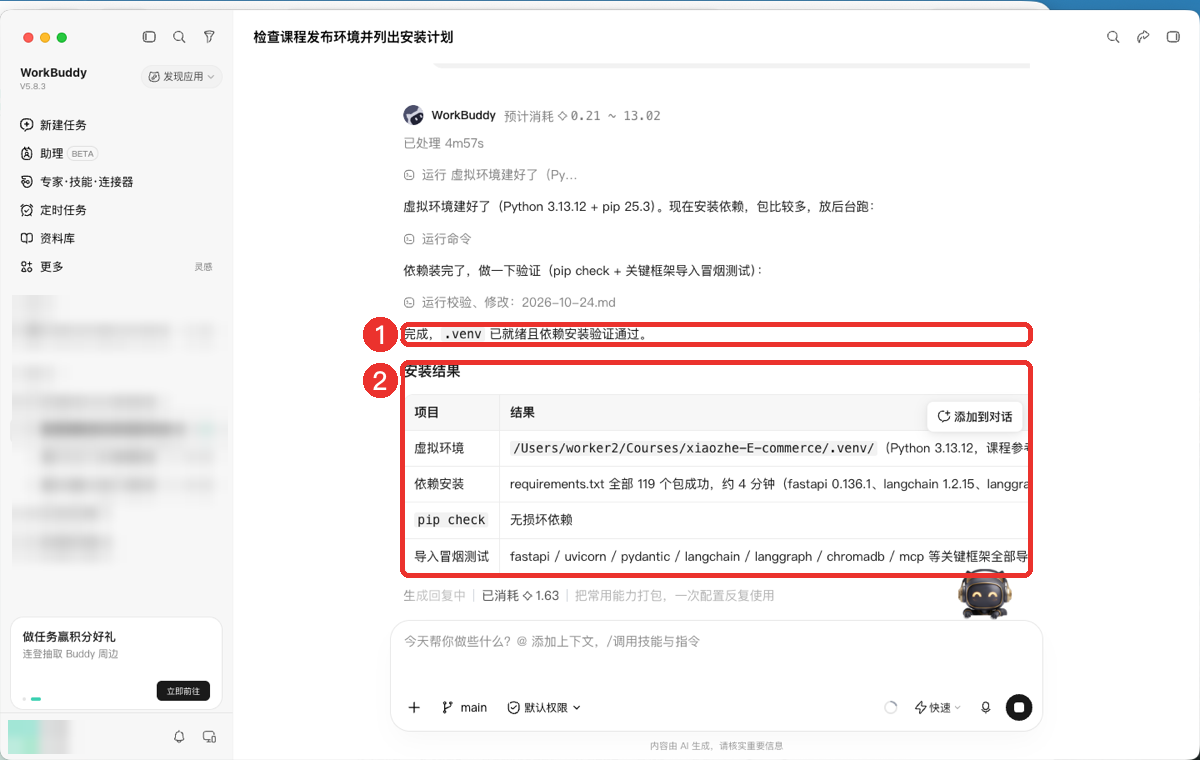 检查课程发布环境并列出安装计划
WorkBuddy
V5.8.3
发现应用
新建任务
助理 BETA
专家·技能·连接器
定时任务
资料库
更多
灵感
做任务赢积分好礼
连登抽取 Buddy 周边
立即前往
WorkBuddy 预计消耗 0.21 ~ 13.02
已处理 4m57s
运行 虚拟环境建好了（Py...
虚拟环境建好了（Python 3.13.12 + pip 25.3）。现在安装依赖，包比较多，放后台跑：
运行命令
依赖装完了，做一下验证（pip check + 关键框架导入冒烟测试）：
运行校验、修改：2026-10-24.md
1
完成，.venv 已就绪且依赖安装验证通过。
2
安装结果
项目 结果
添加到对话
虚拟环境 /Users/worker2/Courses/xiaozhe-E-commerce/.venv/ （Python 3.13.12，课程参考
依赖安装 requirements.txt 全部 119 个包成功，约 4 分钟（fastapi 0.136.1、langchain 1.2.15、langgra
pip check 无损坏依赖
导入冒烟测试 fastapi / uvicorn / pydantic / langchain / langgraph / chromadb / mcp 等关键框架全部导
生成回复中 已消耗 1.63 把常用能力打包，一次配置反复使用
今天帮你做些什么？@ 添加上下文，/调用技能与指令
main 默认权限 快速
内容由 AI 生成，请核实重要信息